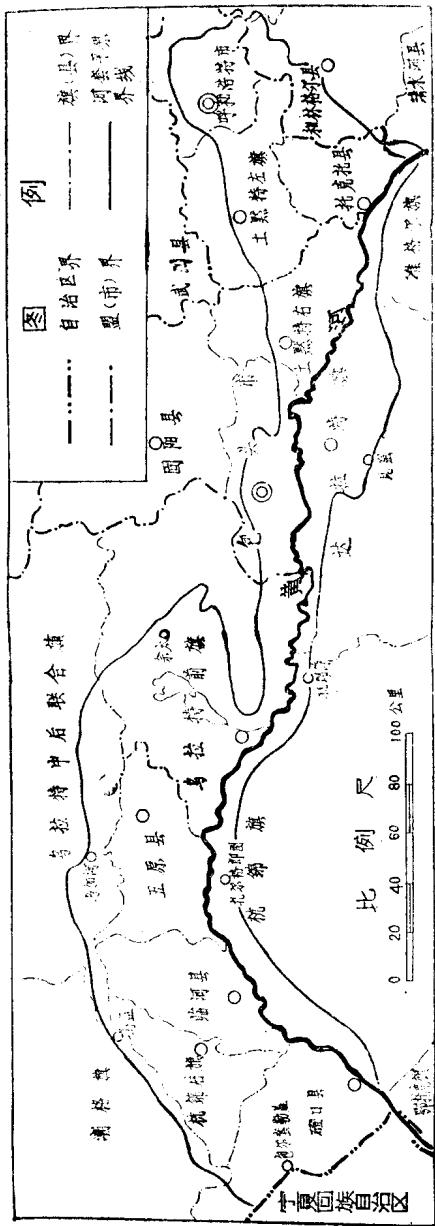 图 例
自治区界
盟(市)界
旗(县)界
河套平原界线
呼和浩特市
和林格尔县
清水河县
土默特左旗
托克托县
武川县
准格尔旗
土默特右旗
固阳县
包头市
黄河
达拉特旗
乌拉特中后联合旗
乌拉特前旗
五原县
杭锦旗
临河县
潮格旗
杭锦后旗
磴口县
宁夏回族自治区
比例尺
0 20 40 60 80 100公里